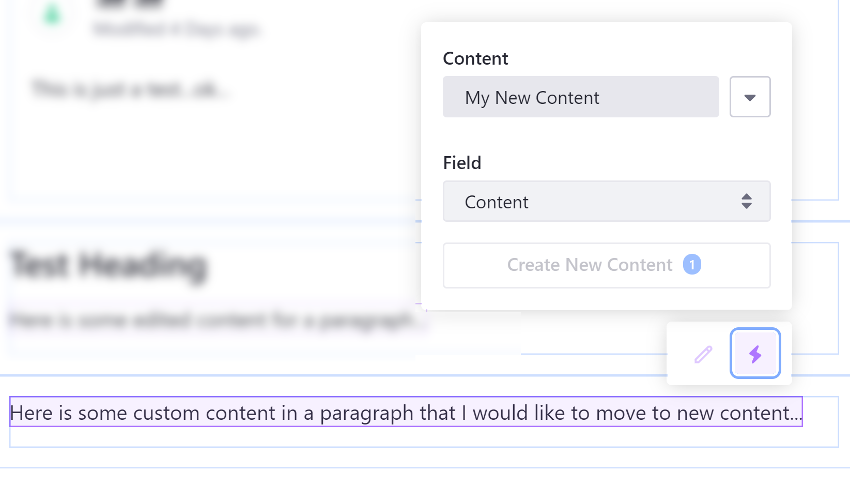 Modified 4 Days ago.
This is just a test..ok...
Content
My New Content
Field
Content
Create New Content 1
Test Heading
Here is some edited content for a paragraph...
Here is some custom content in a paragraph that I would like to move to new content...